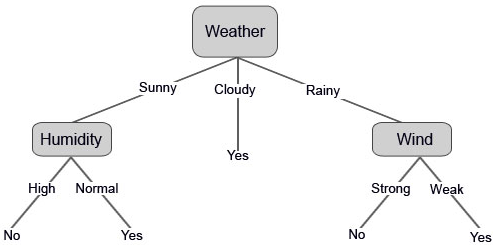 Weather
Sunny
Cloudy
Rainy
Humidity
Yes
Wind
High
Normal
Strong
Weak
No
Yes
No
Yes